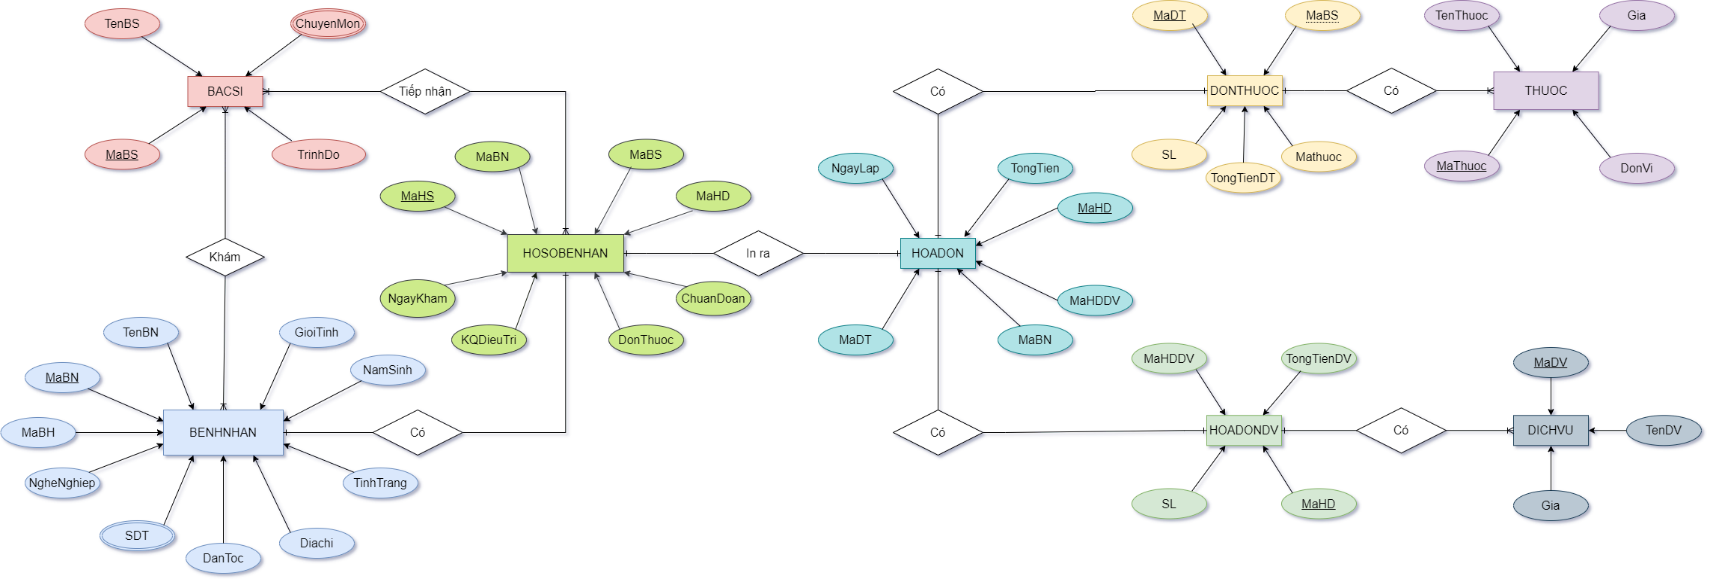 TenBS
ChuyenMon
BACSI
MaBS
TrinhDo
Tiếp nhận
Khám
TenBN
GioiTinh
MaBN
NamSinh
MaBH
BENHNHAN
NgheNghiep
TinhTrang
SDT
DanToc
Diachi
Có
MaBN
MaBS
MaHS
MaHD
HOSOBENHAN
NgayKham
ChuanDoan
KQDieuTri
DonThuoc
In ra
Có
NgayLap
TongTien
MaHD
HOADON
MaHDDV
MaDT
MaBN
Có
MaDT
MaBS
DONTHUOC
SL
Mathuoc
TongTienDT
Có
TenThuoc
Gia
THUOC
MaThuoc
DonVi
MaHDDV
TongTienDV
HOADONDV
SL
MaHD
Có
MaDV
DICHVU
TenDV
Gia